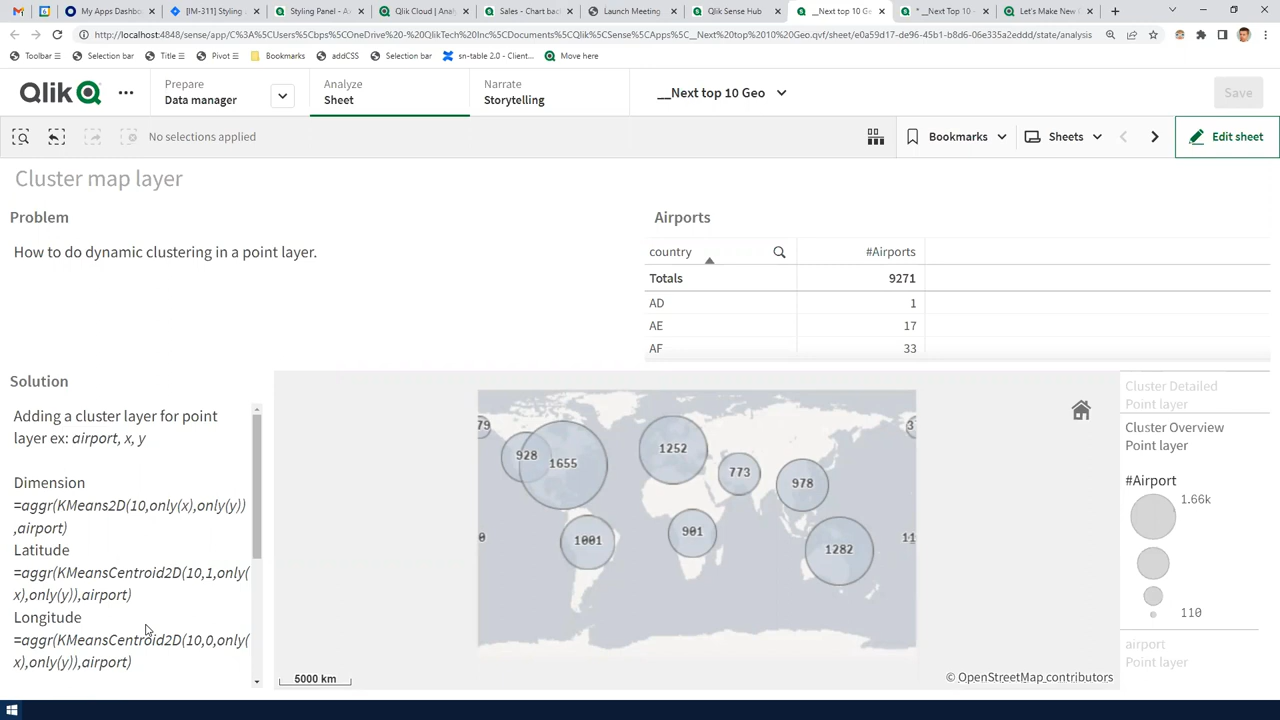 My Apps Dashbo
[IM-311] Styling
Styling Panel - A
Qlik Cloud | Anal
Sales - Chart bac
Launch Meeting
Qlik Sense Hub
__Next top 10 Ge
* __Next Top 10 -
Let's Make New
http://localhost:4848/sense/app/C%3A%5CUsers%5Cbps%5COneDrive%20-%20QlikTech%20Inc%5CDocuments%5CQlik%5CSense%5CApps%5C__Next%20top%2010%20Geo.qvf/sheet/e0a59d17-de96-45b1-b8d6-06e335a2eddd/state/analysis
Toolbar ::
Selection bar
Title ::
Pivot ::
Bookmarks
addCSS
Selection bar
sn-table 2.0 - Client...
Move here
Qlik
Prepare
Data manager
Analyze
Sheet
Narrate
Storytelling
__Next top 10 Geo
Save
No selections applied
Bookmarks
Sheets
Edit sheet
Cluster map layer
Problem
How to do dynamic clustering in a point layer.
Airports
country #Airports
Totals 9271
AD 1
AE 17
AF 33
Solution
Adding a cluster layer for point
layer ex: airport, x, y
Dimension
=aggr(KMeans2D(10,only(x),only(y))
,airport)
Latitude
=aggr(KMeansCentroid2D(10,1,only(
x),only(y)),airport)
Longitude
=aggr(KMeansCentroid2D(10,0,only(
x),only(y)),airport)
79
928
1655
1252
773
978
1001
901
1282
0
11
3
5000 km
© OpenStreetMap contributors
Cluster Detailed
Point layer
Cluster Overview
Point layer
#Airport
1.66k
110
airport
Point layer